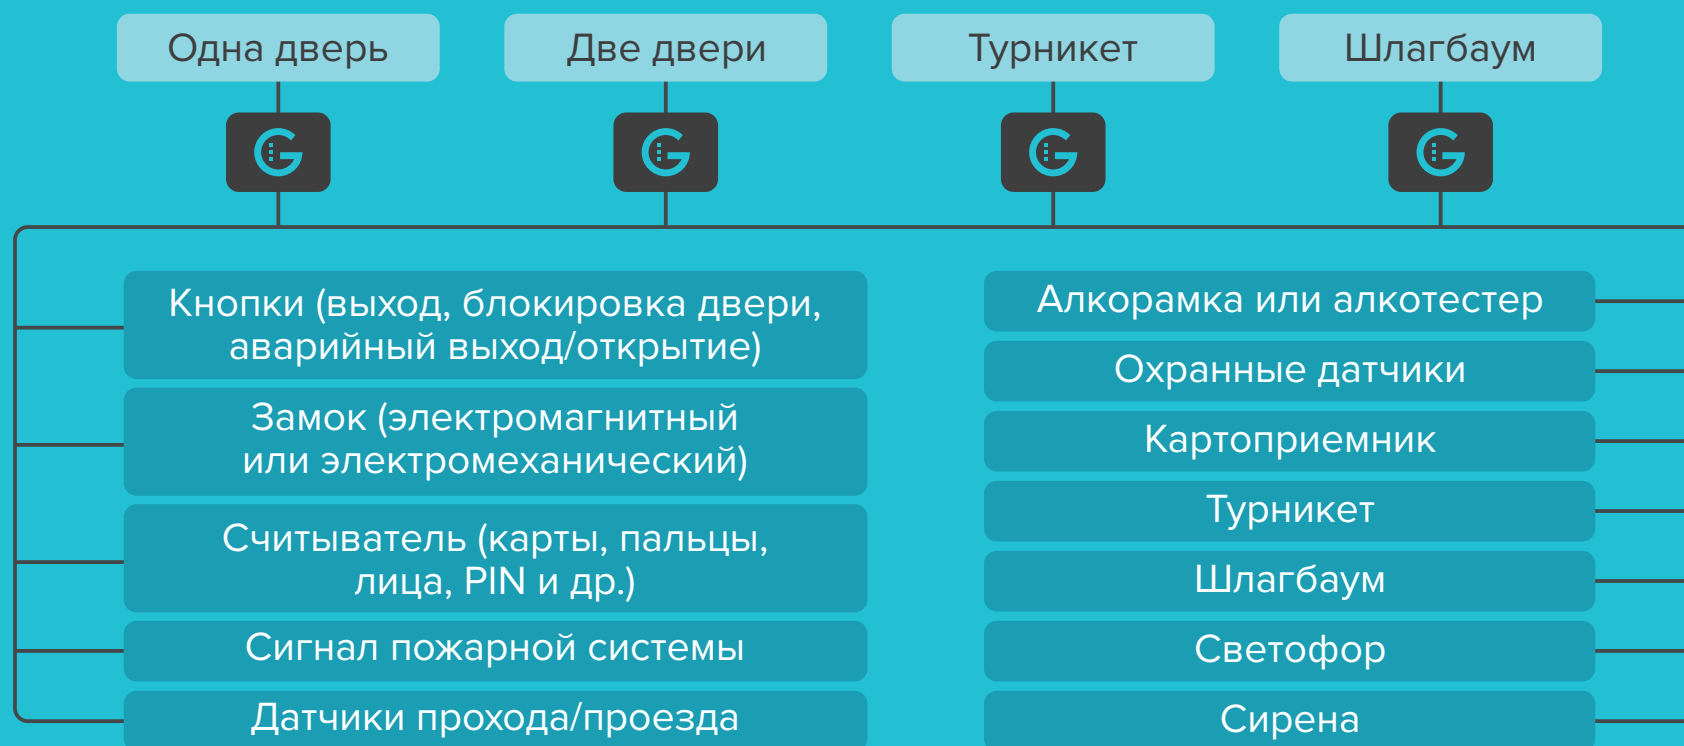 Одна дверь
Две двери
Турникет
Шлагбаум
Кнопки (выход, блокировка двери,
аварийный выход/открытие)
Замок (электромагнитный
или электромеханический)
Считыватель (карты, пальцы,
лица, PIN и др.)
Сигнал пожарной системы
Датчики прохода/проезда
Алкорамка или алкотестер
Охранные датчики
Картоприемник
Турникет
Шлагбаум
Светофор
Сирена